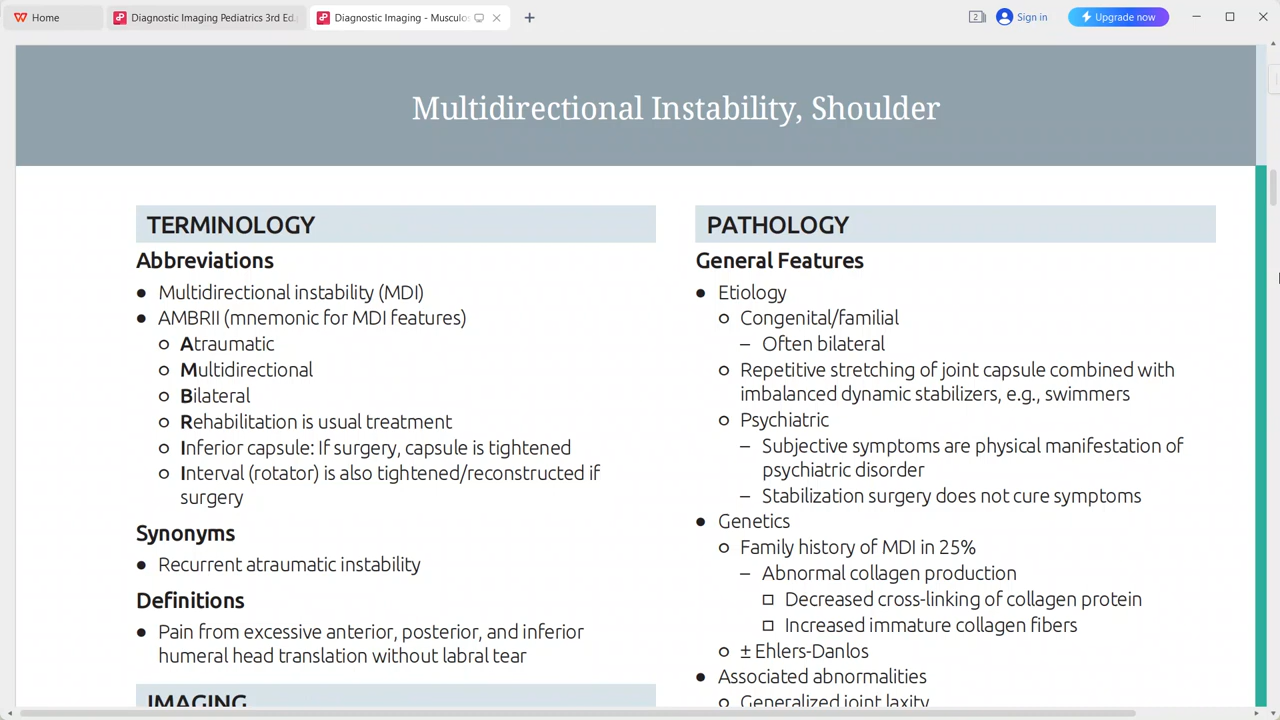 Home
Diagnostic Imaging Pediatrics 3rd Ed.
Diagnostic Imaging - Musculo
2
Sign in
Upgrade now
Multidirectional Instability, Shoulder
TERMINOLOGY
Abbreviations
● Multidirectional instability (MDI)
● AMBRII (mnemonic for MDI features)
○ Atraumatic
○ Multidirectional
○ Bilateral
○ Rehabilitation is usual treatment
○ Inferior capsule: If surgery, capsule is tightened
○ Interval (rotator) is also tightened/reconstructed if
surgery
Synonyms
● Recurrent atraumatic instability
Definitions
● Pain from excessive anterior, posterior, and inferior
humeral head translation without labral tear
IMAGING
PATHOLOGY
General Features
● Etiology
○ Congenital/familial
– Often bilateral
○ Repetitive stretching of joint capsule combined with
imbalanced dynamic stabilizers, e.g., swimmers
○ Psychiatric
– Subjective symptoms are physical manifestation of
psychiatric disorder
– Stabilization surgery does not cure symptoms
● Genetics
○ Family history of MDI in 25%
– Abnormal collagen production
□ Decreased cross-linking of collagen protein
□ Increased immature collagen fibers
○ ± Ehlers-Danlos
● Associated abnormalities
○ Generalized joint laxity